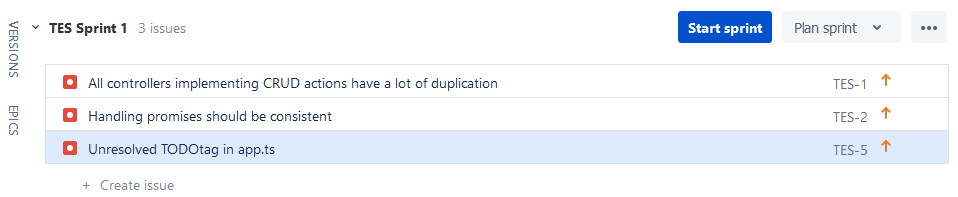 VERSIONS
EPICS
TES Sprint 1 3 issues Start sprint Plan sprint
All controllers implementing CRUD actions have a lot of duplication TES-1
Handling promises should be consistent TES-2
Unresolved TODOtag in app.ts TES-5
+ Create issue